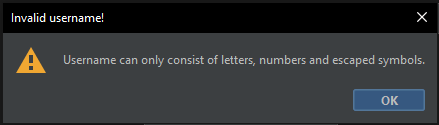 Invalid username!
Username can only consist of letters, numbers and escaped symbols.
OK